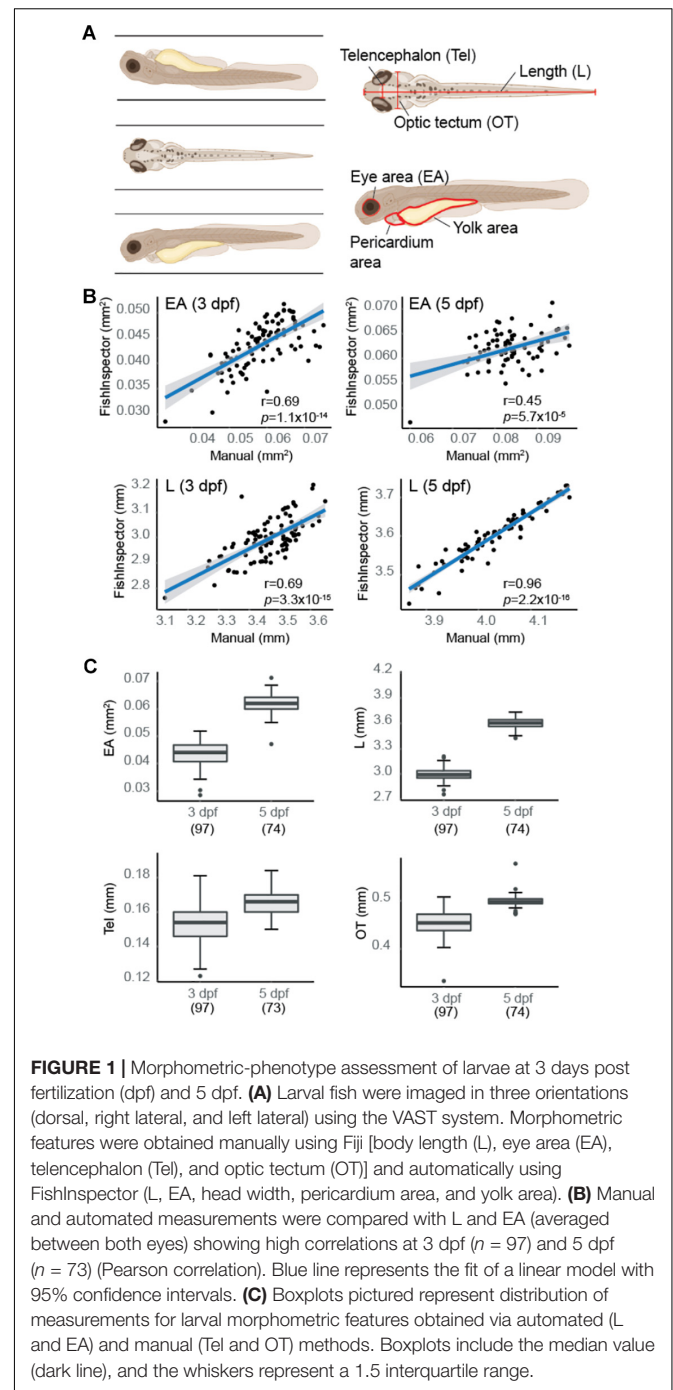 A
Telencephalon (Tel)
Length (L)
Optic tectum (OT)
Eye area (EA)
Pericardium
area
Yolk area
B
EA (3 dpf)
FishInspector (mm²)
0.050
0.045
0.040
0.035
0.030
r=0.69
p=1.1x10⁻¹⁴
0.04 0.05 0.06 0.07
Manual (mm²)
EA (5 dpf)
FishInspector (mm²)
0.070
0.065
0.060
0.055
0.050
r=0.45
p=5.7x10⁻⁵
0.06 0.07 0.08 0.09
Manual (mm²)
L (3 dpf)
FishInspector (mm)
3.2
3.1
3.0
2.9
2.8
r=0.69
p=3.3x10⁻¹⁵
3.1 3.2 3.3 3.4 3.5 3.6
Manual (mm)
L (5 dpf)
FishInspector (mm)
3.7
3.6
3.5
r=0.96
p=2.2x10⁻¹⁶
3.9 4.0 4.1
Manual (mm)
C
EA (mm²)
0.07
0.06
0.05
0.04
0.03
3 dpf 5 dpf
(97) (74)
L (mm)
4.2
3.9
3.6
3.3
3.0
2.7
3 dpf 5 dpf
(97) (74)
Tel (mm)
0.18
0.16
0.14
0.12
3 dpf 5 dpf
(97) (73)
OT (mm)
0.5
0.4
3 dpf 5 dpf
(97) (74)
FIGURE 1 | Morphometric-phenotype assessment of larvae at 3 days post
fertilization (dpf) and 5 dpf. (A) Larval fish were imaged in three orientations
(dorsal, right lateral, and left lateral) using the VAST system. Morphometric
features were obtained manually using Fiji [body length (L), eye area (EA),
telencephalon (Tel), and optic tectum (OT)] and automatically using
FishInspector (L, EA, head width, pericardium area, and yolk area). (B) Manual
and automated measurements were compared with L and EA (averaged
between both eyes) showing high correlations at 3 dpf (n = 97) and 5 dpf
(n = 73) (Pearson correlation). Blue line represents the fit of a linear model with
95% confidence intervals. (C) Boxplots pictured represent distribution of
measurements for larval morphometric features obtained via automated (L
and EA) and manual (Tel and OT) methods. Boxplots include the median value
(dark line), and the whiskers represent a 1.5 interquartile range.